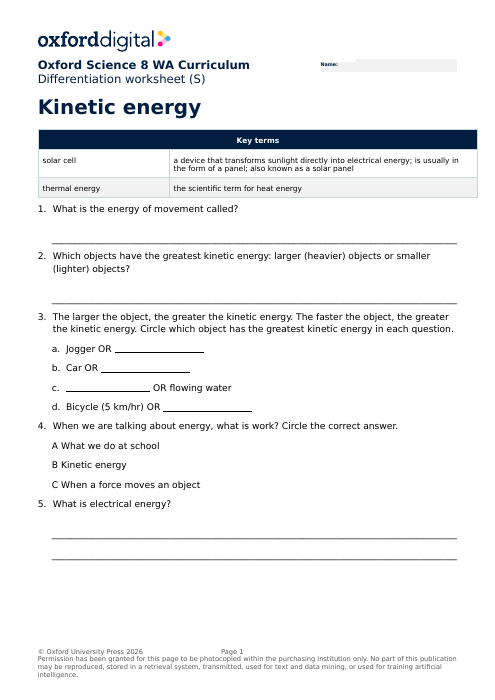 oxforddigital
Oxford Science 8 WA Curriculum
Name:
Differentiation worksheet (S)
Kinetic energy
Key terms
solar cell
a device that transforms sunlight directly into electrical energy; is usually in
the form of a panel; also known as a solar panel
thermal energy
the scientific term for heat energy
1. What is the energy of movement called?
2. Which objects have the greatest kinetic energy: larger (heavier) objects or smaller
(lighter) objects?
3. The larger the object, the greater the kinetic energy. The faster the object, the greater
the kinetic energy. Circle which object has the greatest kinetic energy in each question.
a. Jogger OR
b. Car OR
c. OR flowing water
d. Bicycle (5 km/hr) OR
4. When we are talking about energy, what is work? Circle the correct answer.
A What we do at school
B Kinetic energy
C When a force moves an object
5. What is electrical energy?
© Oxford University Press 2026 Page 1
Permission has been granted for this page to be photocopied within the purchasing institution only. No part of this publication
may be reproduced, stored in a retrieval system, transmitted, used for text and data mining, or used for training artificial
intelligence.